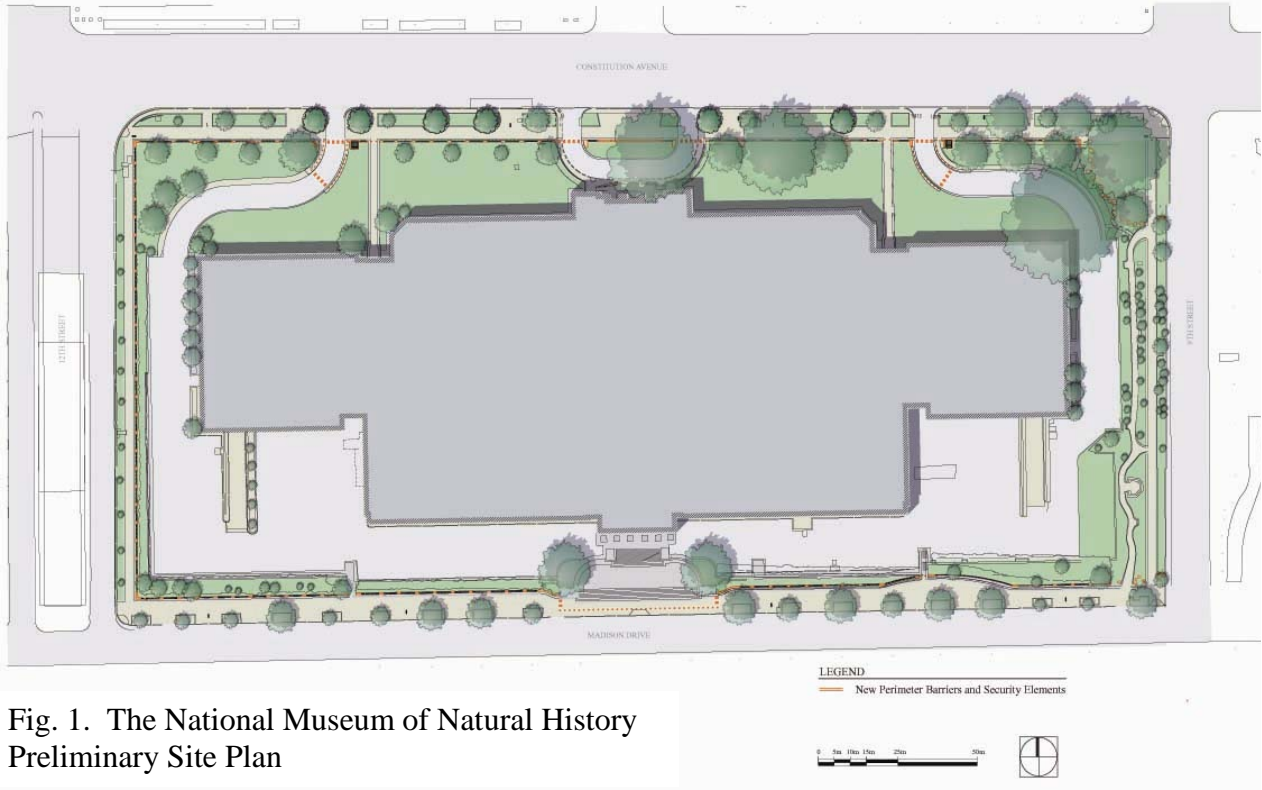 CONSTITUTION AVENUE
12TH STREET
9TH STREET
MADISON DRIVE
LEGEND
New Perimeter Barriers and Security Elements
0 5m 10m 15m 25m 50m
Fig. 1. The National Museum of Natural History
Preliminary Site Plan